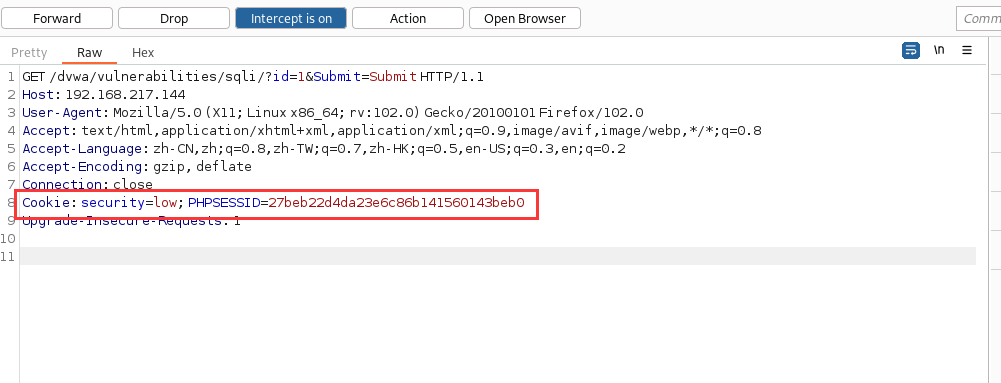 Forward Drop Intercept is on Action Open Browser Comm
Pretty Raw Hex \n ≡
1 GET /dvwa/vulnerabilities/sqli/?id=1&Submit=Submit HTTP/1.1
2 Host: 192.168.217.144
3 User-Agent: Mozilla/5.0 (X11; Linux x86_64; rv:102.0) Gecko/20100101 Firefox/102.0
4 Accept: text/html,application/xhtml+xml,application/xml;q=0.9,image/avif,image/webp,*/*;q=0.8
5 Accept-Language: zh-CN,zh;q=0.8,zh-TW;q=0.7,zh-HK;q=0.5,en-US;q=0.3,en;q=0.2
6 Accept-Encoding: gzip, deflate
7 Connection: close
8 Cookie: security=low; PHPSESSID=27beb22d4da23e6c86b141560143beb0
9 Upgrade-Insecure-Requests: 1
10
11